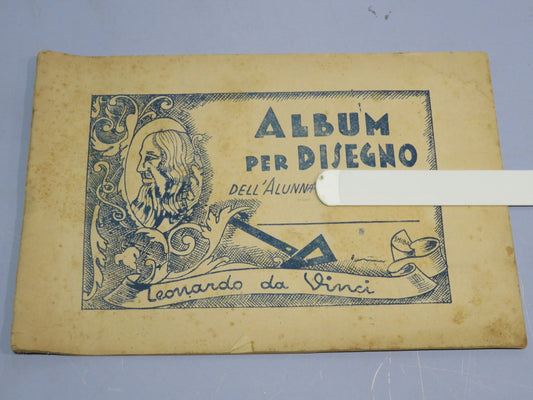 ALBUM
PER DISEGNO
DELL'ALUNNA
Leonardo da Vinci